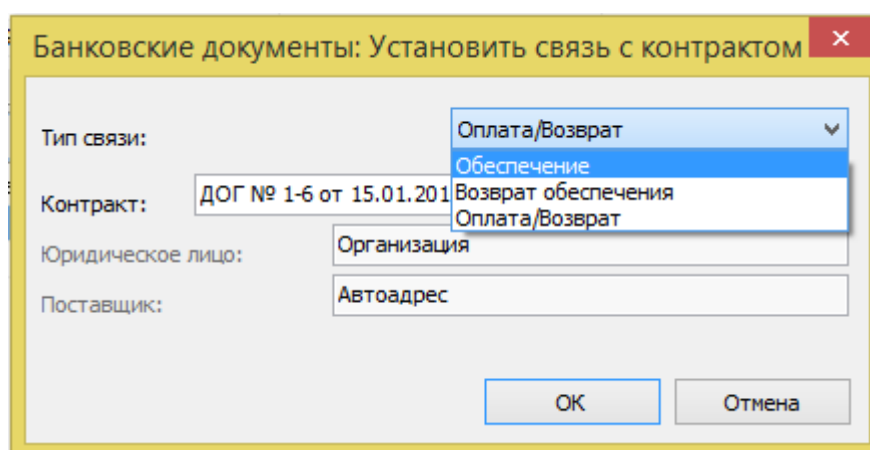 Банковские документы: Установить связь с контрактом
Тип связи:
Оплата/Возврат
Обеспечение
Возврат обеспечения
Оплата/Возврат
Контракт:
ДОГ № 1-6 от 15.01.201
Юридическое лицо:
Организация
Поставщик:
Автоадрес
ОК
Отмена